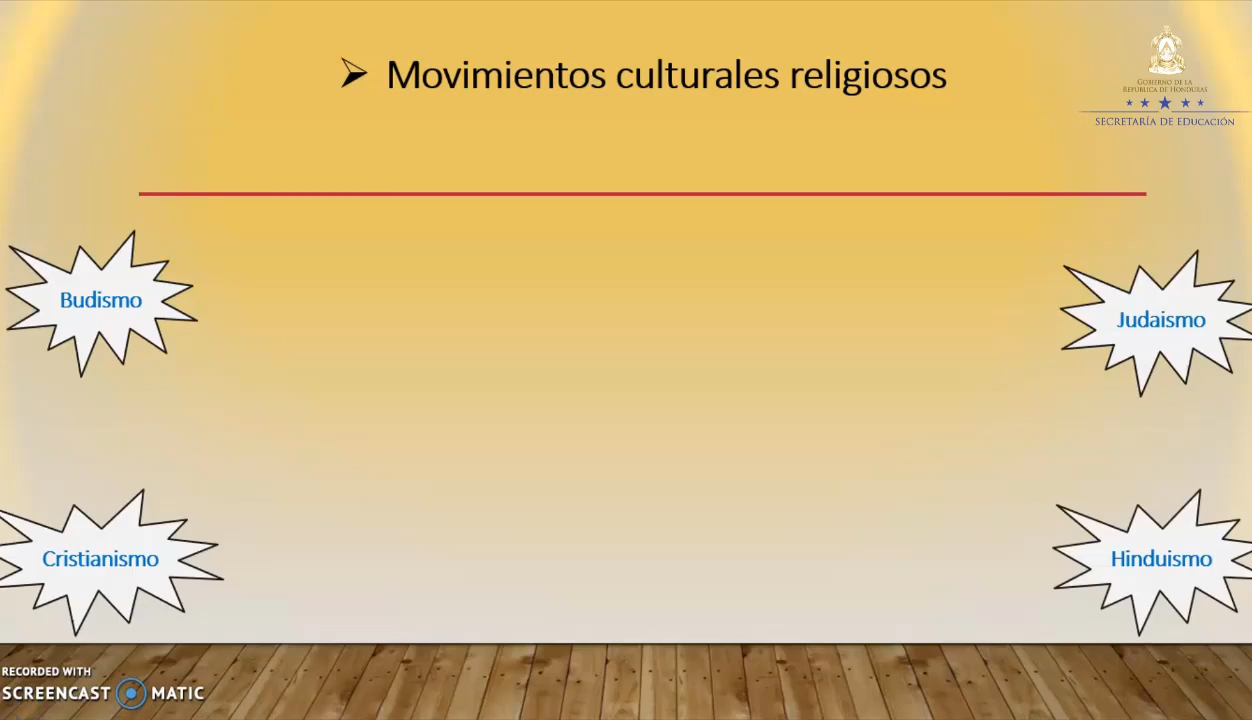 ➢ Movimientos culturales religiosos
GOBIERNO DE LA
REPÚBLICA DE HONDURAS
SECRETARÍA DE EDUCACIÓN
Budismo
Judaismo
Cristianismo
Hinduismo
RECORDED WITH
SCREENCAST MATIC